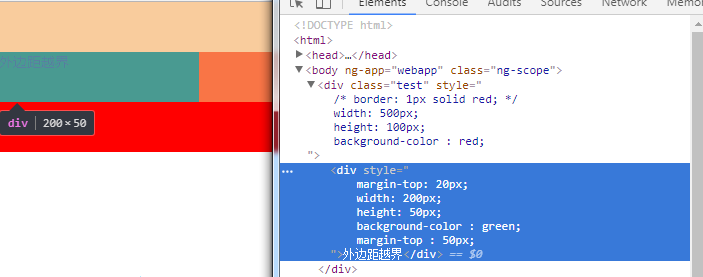 Elements Console Audits Sources Network Memor
<!DOCTYPE html>
<html>
<head>…</head>
<body ng-app="webapp" class="ng-scope">
<div class="test" style="
/* border: 1px solid red; */
width: 500px;
height: 100px;
background-color : red;
">
<div style="
margin-top: 20px;
width: 200px;
height: 50px;
background-color : green;
margin-top : 50px;
">外边距越界</div> == $0
</div>
外边距越界
div 200×50